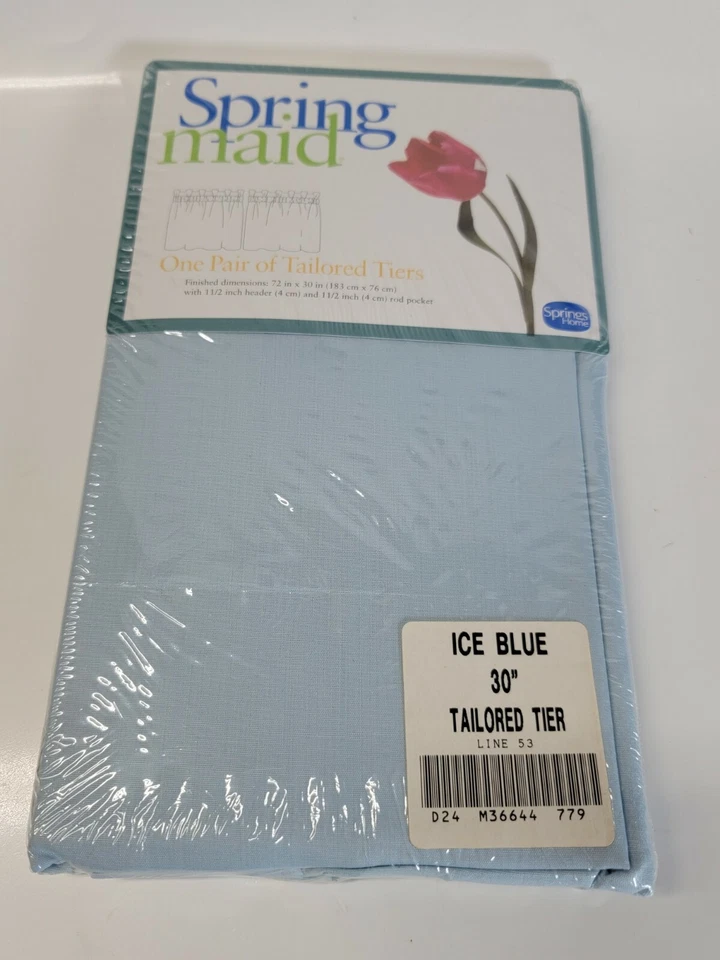 Spring
maid
One Pair of Tailored Tiers
Finished dimensions: 72 in x 30 in (183 cm x 76 cm)
with 11/2 inch header (4 cm) and 11/2 inch (4 cm) rod pocket
Springs
Home
ICE BLUE
30"
TAILORED TIER
LINE 53
D24 M36644 779